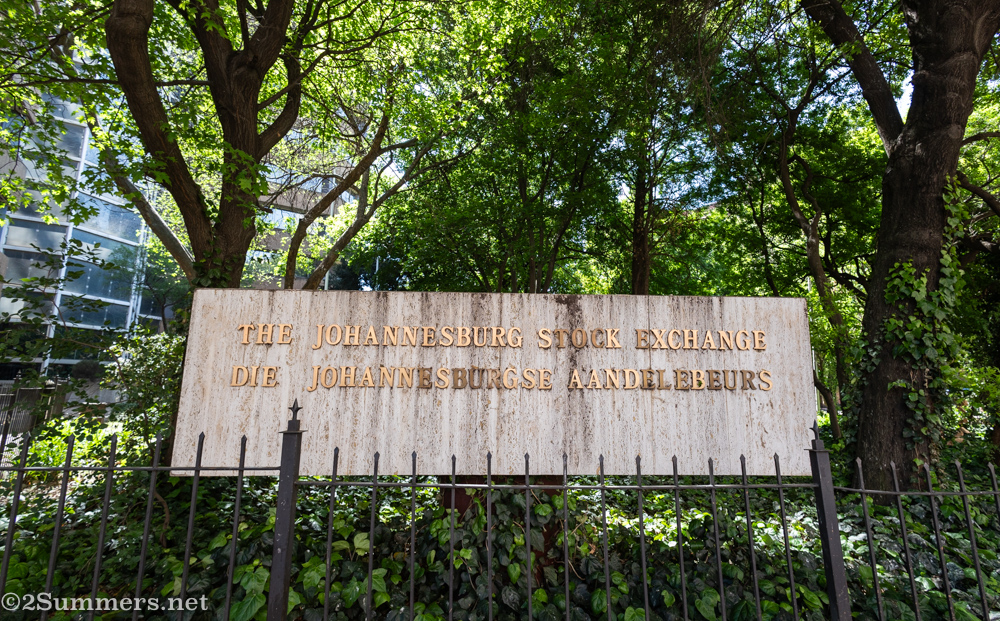 THE JOHANNESBURG STOCK EXCHANGE
DIE JOHANNESBURGSE AANDELEBEURS
©2Summers.net